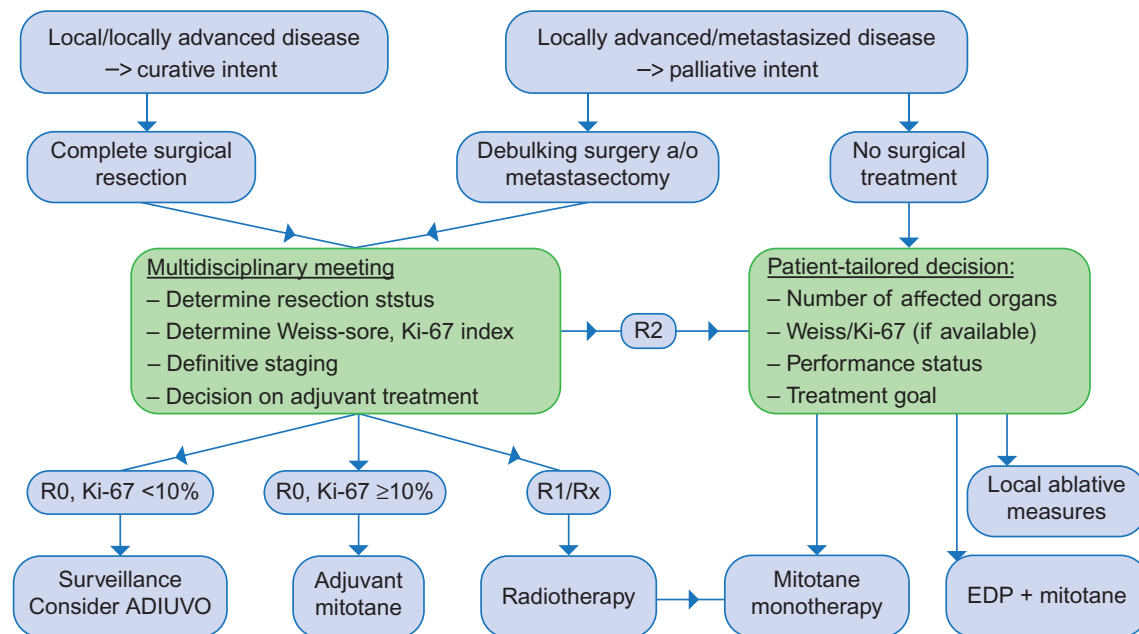 Local/locally advanced disease
–> curative intent
Locally advanced/metastasized disease
–> palliative intent
Complete surgical
resection
Debulking surgery a/o
metastasectomy
No surgical
treatment
Multidisciplinary meeting
– Determine resection ststus
– Determine Weiss-sore, Ki-67 index
– Definitive staging
– Decision on adjuvant treatment
R2
Patient-tailored decision:
– Number of affected organs
– Weiss/Ki-67 (if available)
– Performance status
– Treatment goal
R0, Ki-67 <10%
R0, Ki-67 ≥10%
R1/Rx
Local ablative
measures
Surveillance
Consider ADIUVO
Adjuvant
mitotane
Radiotherapy
Mitotane
monotherapy
EDP + mitotane